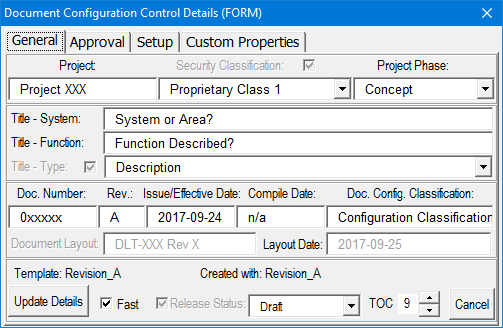 Document Configuration Control Details (FORM)
General Approval Setup Custom Properties
Project: Security Classification: Project Phase:
Project XXX Proprietary Class 1 Concept
Title - System: System or Area?
Title - Function: Function Described?
Title - Type: Description
Doc. Number: Rev.: Issue/Effective Date: Compile Date: Doc. Config. Classification:
0xxxxx A 2017-09-24 n/a Configuration Classification
Document Layout: DLT-XXX Rev X Layout Date: 2017-09-25
Template: Revision_A Created with: Revision_A
Update Details Fast Release Status: Draft TOC 9 Cancel